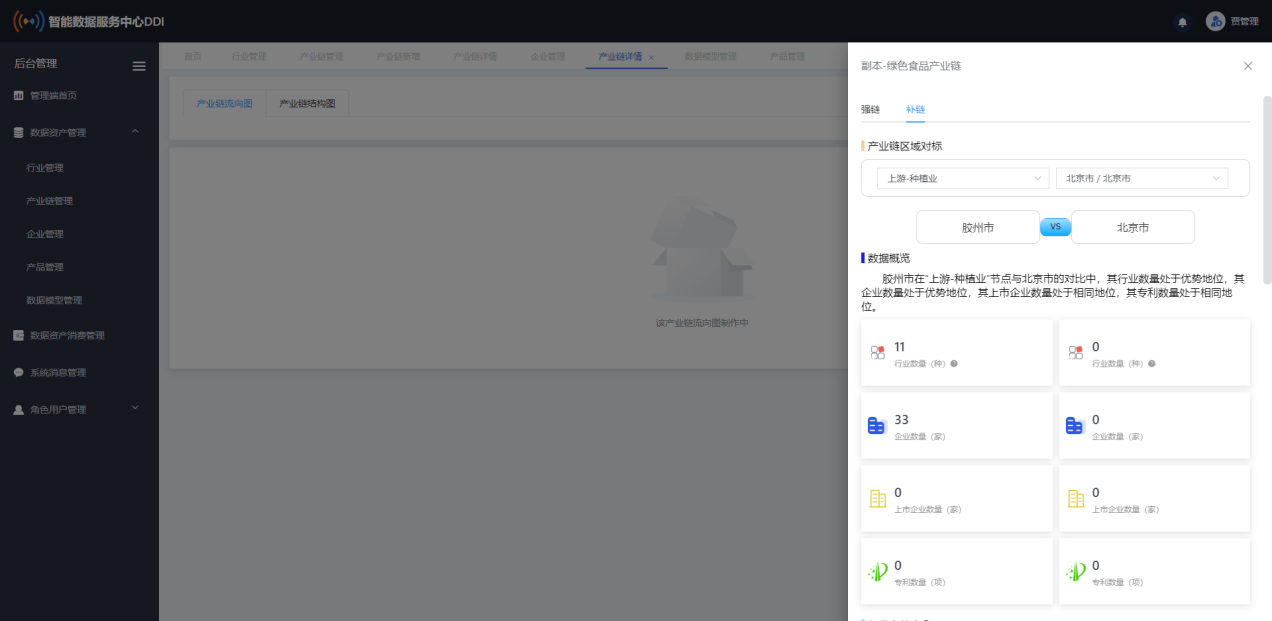 智能数据服务中心DDI
贾管理
后台管理
管理端首页
数据资产管理
行业管理
产业链管理
企业管理
产品管理
数据模型管理
数据资产消费管理
系统消息管理
角色用户管理
首页 行业管理 产业链管理 产业链新增 产业链详情 企业管理 产业链详情 × 数据模型管理 产品管理
产业链流向图 产业链结构图
该产业链流向图制作中
副本-绿色食品产业链
强链 补链
产业链区域对标
上游-种植业 北京市 / 北京市
胶州市 VS 北京市
数据概览
胶州市在"上游-种植业"节点与北京市的对比中，其行业数量处于优势地位，其
企业数量处于优势地位，其上市企业数量处于相同地位，其专利数量处于相同地
位。
11 0
行业数量（种） 行业数量（种）
33 0
企业数量（家） 企业数量（家）
0 0
上市企业数量（家） 上市企业数量（家）
0 0
专利数量（项） 专利数量（项）